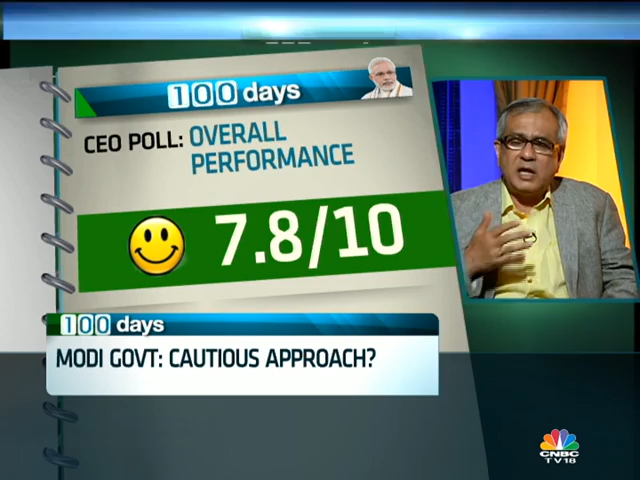 100 days
CEO POLL: OVERALL
PERFORMANCE
7.8/10
100 days
MODI GOVT: CAUTIOUS APPROACH?
CNBC
TV18